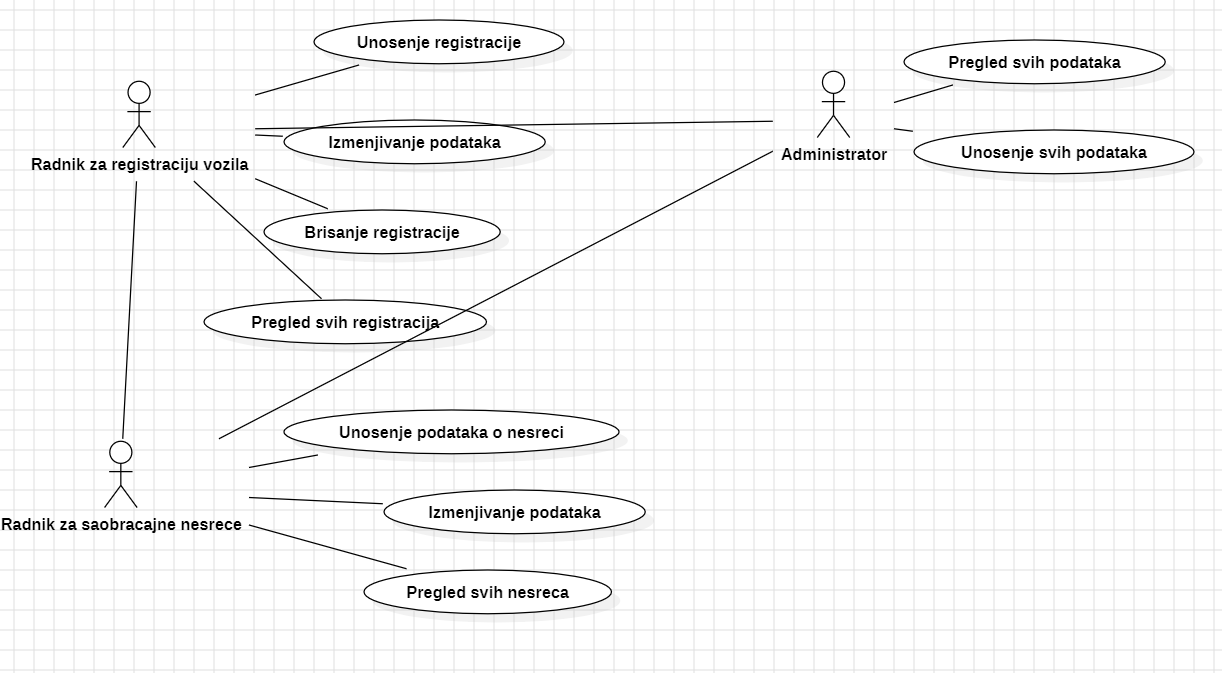 Unosenje registracije
Pregled svih podataka
Izmenjivanje podataka
Radnik za registraciju vozila
Administrator
Unosenje svih podataka
Brisanje registracije
Pregled svih registracija
Unosenje podataka o nesreci
Izmenjivanje podataka
Radnik za saobracajne nesrece
Pregled svih nesreca